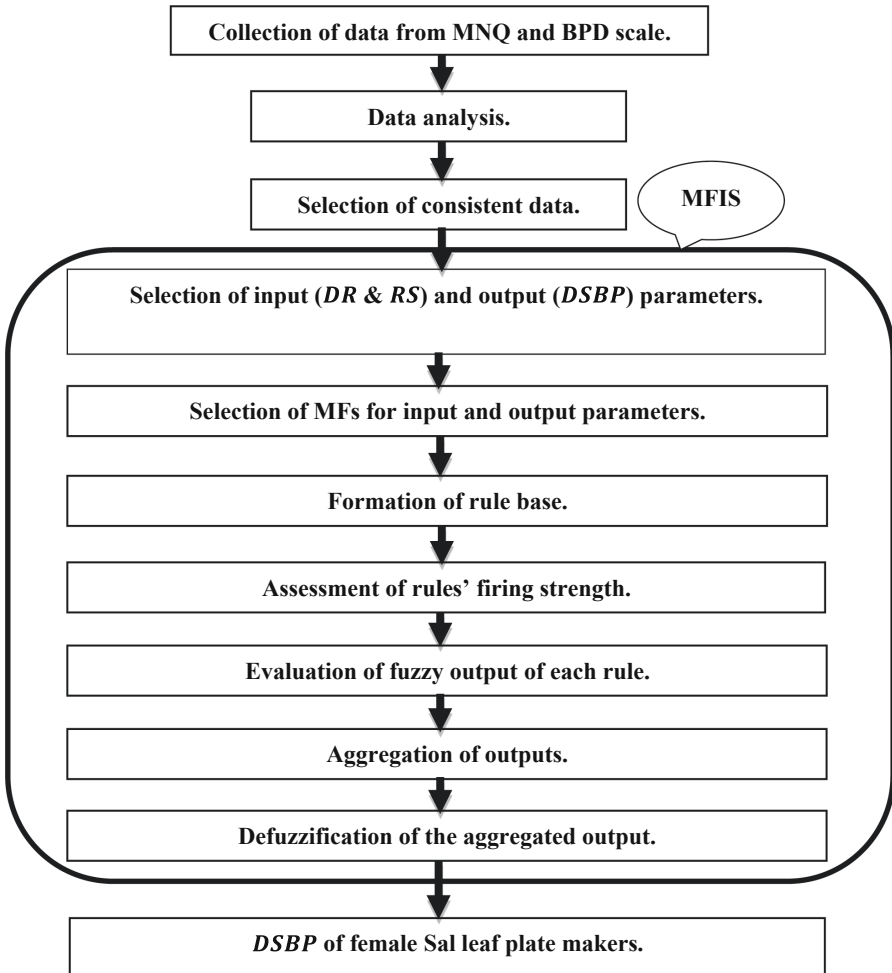 Collection of data from MNQ and BPD scale.
Data analysis.
Selection of consistent data.
MFIS
Selection of input (DR & RS) and output (DSBP) parameters.
Selection of MFs for input and output parameters.
Formation of rule base.
Assessment of rules’ firing strength.
Evaluation of fuzzy output of each rule.
Aggregation of outputs.
Defuzzification of the aggregated output.
DSBP of female Sal leaf plate makers.